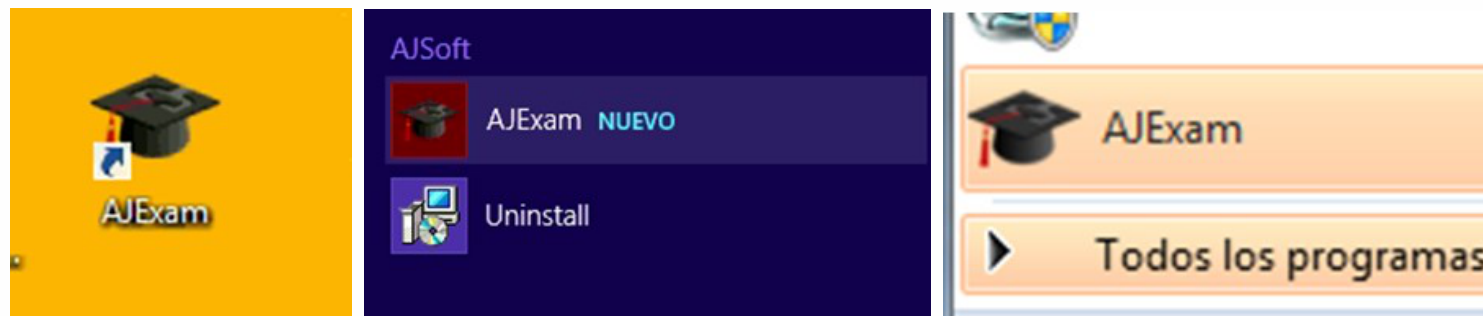 AJExam
AJSoft
AJExam NUEVO
Uninstall
AJExam
Todos los programas